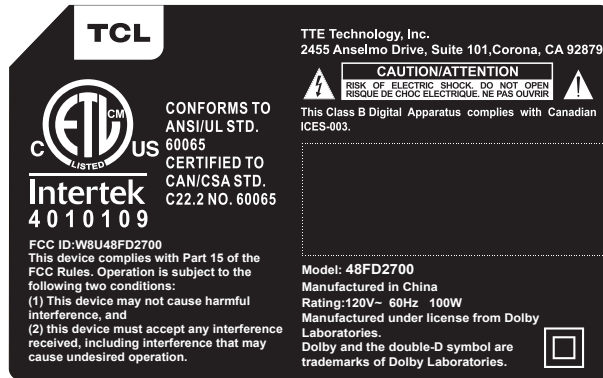 TCL
C
ETL
CM
US
LISTED
Intertek
4010109
CONFORMS TO
ANSI/UL STD.
60065
CERTIFIED TO
CAN/CSA STD.
C22.2 NO. 60065
FCC ID:W8U48FD2700
This device complies with Part 15 of the
FCC Rules. Operation is subject to the
following two conditions:
(1) This device may not cause harmful
interference, and
(2) this device must accept any interference
received, including interference that may
cause undesired operation.
TTE Technology, Inc.
2455 Anselmo Drive, Suite 101,Corona, CA 92879
CAUTION/ATTENTION
RISK OF ELECTRIC SHOCK. DO NOT OPEN
RISQUE DE CHOC ELECTRIQUE. NE PAS OUVRIR
This Class B Digital Apparatus complies with Canadian
ICES-003.
Model: 48FD2700
Manufactured in China
Rating:120V~ 60Hz 100W
Manufactured under license from Dolby
Laboratories.
Dolby and the double-D symbol are
trademarks of Dolby Laboratories.